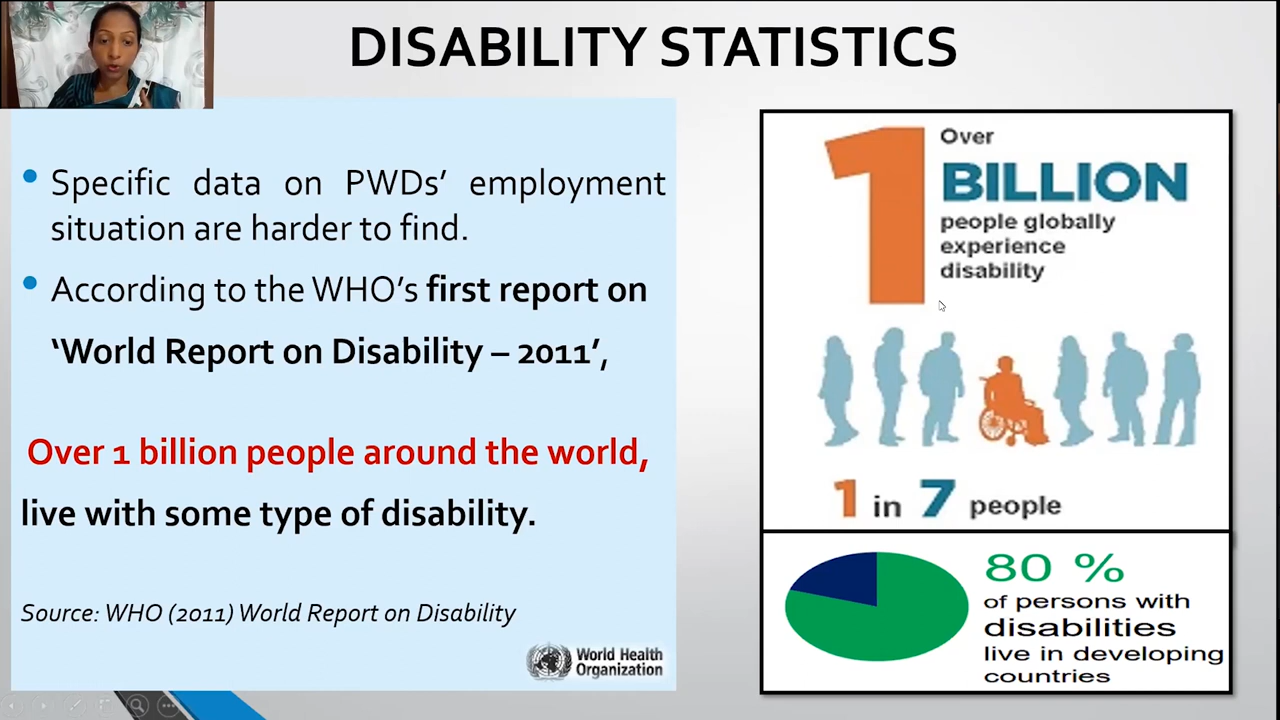 DISABILITY STATISTICS
• Specific data on PWDs’ employment
situation are harder to find.
• According to the WHO’s first report on
‘World Report on Disability – 2011’,
Over 1 billion people around the world,
live with some type of disability.
Source: WHO (2011) World Report on Disability
World Health
Organization
1 Over
BILLION
people globally
experience
disability
1 in 7 people
80 %
of persons with
disabilities
live in developing
countries